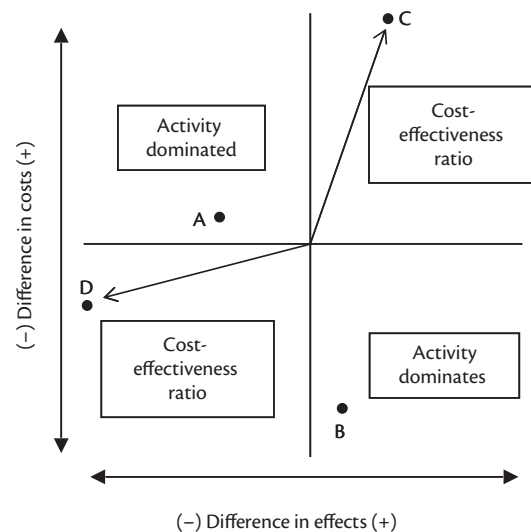 C
Activity
dominated
Cost-
effectiveness
ratio
A
D
(−) Difference in costs (+)
Cost-
effectiveness
ratio
Activity
dominates
B
(−) Difference in effects (+)